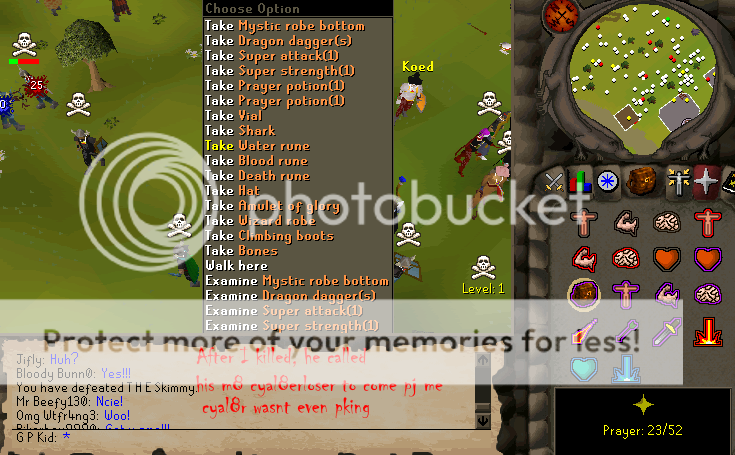 Choose Option
Take Mystic robe bottom
Take Dragon dagger(s)
Take Super attack(1)
Take Super strength(1)
Take Prayer potion(1)
Take Prayer potion(1)
Take Vial
Take Shark
Take Water rune
Take Blood rune
Take Death rune
Take Hat
Take Amulet of glory
Take Wizard robe
Take Climbing boots
Take Bones
Walk here
Examine Mystic robe bottom
Examine Dragon dagger(s)
Examine Super attack(1)
Examine Super strength(1)
25
0
Koed
Level: 1
photobucket
Protect more of your memories for less!
Jifly: Huh?
Bloody Bunn0: Yes!!!
You have defeated T H E Skimmy.
Mr Beefy130: Ncie!
Omg Wtfr4ng3: Woo!
G P Kid: *
After I killed, he called
his m8 cyal8erloser to come pj me
cyal8r wasnt even pking
Prayer: 23/52